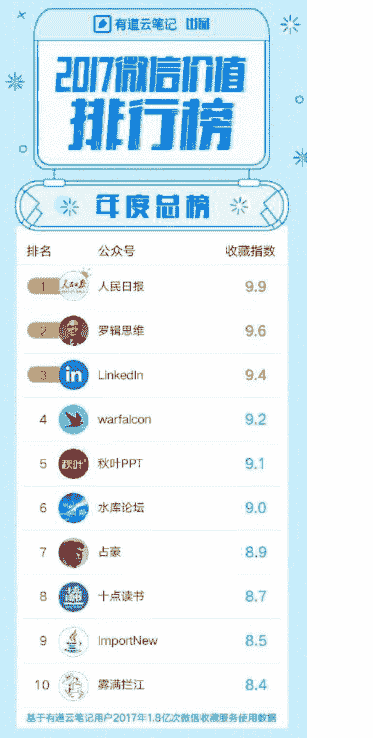 有道云笔记 出品
2017微信价值
排行榜
年度总榜
排名 公众号 收藏指数
1 人民日报 9.9
2 罗辑思维 9.6
3 in LinkedIn 9.4
4 warfalcon 9.2
5 秋叶 秋叶PPT 9.1
6 水库论坛 9.0
7 占豪 8.9
8 十点读书 8.7
9 ImportNew 8.5
10 雾满拦江 8.4
基于有道云笔记用户2017年1.8亿次微信收藏服务使用数据